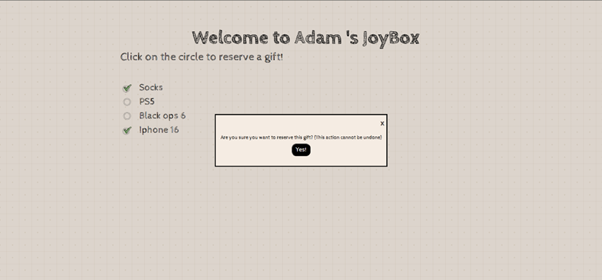 Welcome to Adam 's JoyBox
Click on the circle to reserve a gift!
Socks
PS5
Black ops 6
Iphone 16
x
Are you sure you want to reserve this gift? (This action cannot be undone)
Yes!